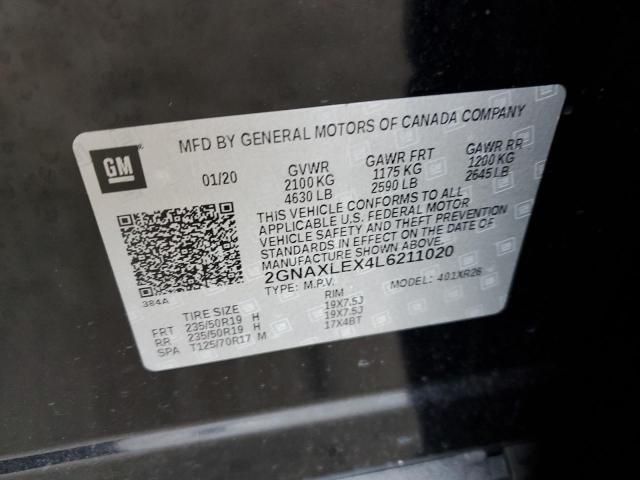 GM
MFD BY GENERAL MOTORS OF CANADA COMPANY
01/20 GVWR GAWR FRT GAWR RR
2100 KG 1175 KG 1200 KG
4630 LB 2590 LB 2645 LB
THIS VEHICLE CONFORMS TO ALL
APPLICABLE U.S. FEDERAL MOTOR
VEHICLE SAFETY AND THEFT PREVENTION
STANDARDS IN EFFECT ON THE DATE OF
MANUFACTURE SHOWN ABOVE.
2GNAXLEX4L6211020
384A TYPE: M.P.V. MODEL: 401XR26
TIRE SIZE RIM
FRT 235/50R19 H 19X7.5J
RR 235/50R19 H 19X7.5J
SPA T125/70R17 M 17X4BT